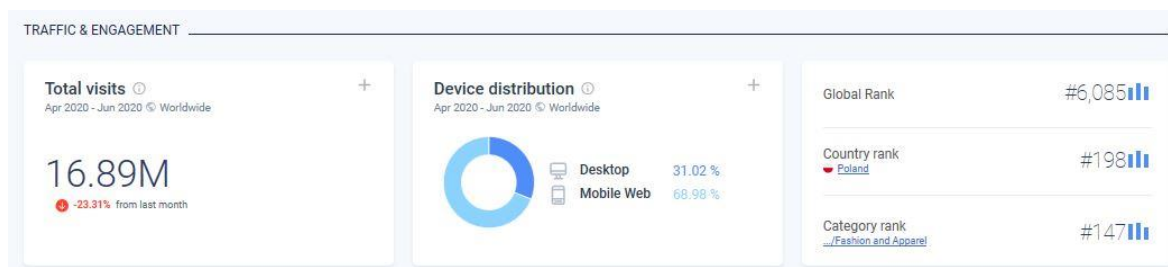 TRAFFIC & ENGAGEMENT
Total visits
Apr 2020 - Jun 2020 Worldwide
16.89M
-23.31% from last month
Device distribution
Apr 2020 - Jun 2020 Worldwide
Desktop 31.02 %
Mobile Web 68.98 %
Global Rank #6,085
Country rank #198
Poland
Category rank #147
.../Fashion and Apparel